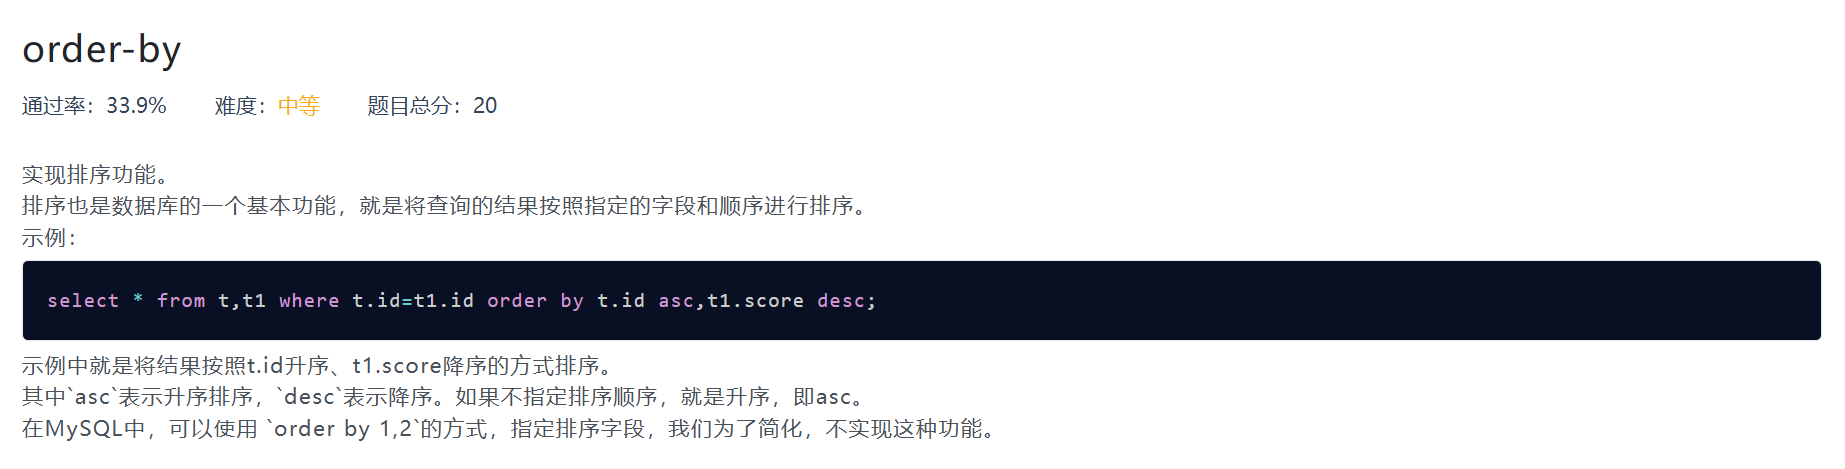 order-by
通过率：33.9% 难度：中等 题目总分：20
实现排序功能。
排序也是数据库的一个基本功能，就是将查询的结果按照指定的字段和顺序进行排序。
示例：
select * from t,t1 where t.id=t1.id order by t.id asc,t1.score desc;
示例中就是将结果按照t.id升序、t1.score降序的方式排序。
其中`asc`表示升序排序，`desc`表示降序。如果不指定排序顺序，就是升序，即asc。
在MySQL中，可以使用 `order by 1,2`的方式，指定排序字段，我们为了简化，不实现这种功能。